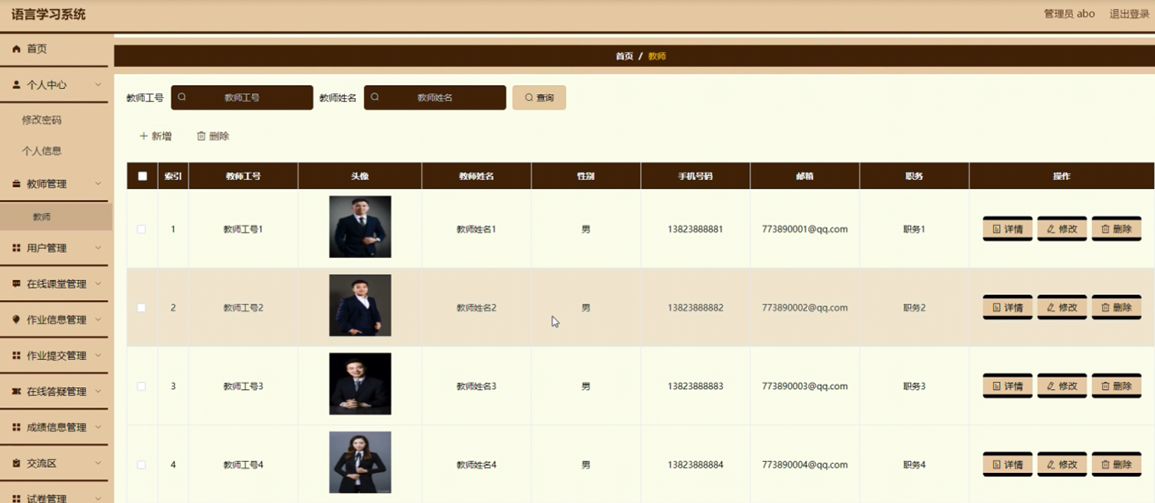 语言学习系统
管理员 abo 退出登录
首页
个人中心
修改密码
个人信息
教师管理
教师
用户管理
在线课堂管理
作业信息管理
作业提交管理
在线答疑管理
成绩信息管理
交流区
试卷管理
首页 / 教师
教师工号 教师工号 教师姓名 教师姓名 查询
新增 删除
索引 教师工号 头像 教师姓名 性别 手机号码 邮箱 职务 操作
1 教师工号1 教师姓名1 男 13823888881 773890001@qq.com 职务1 详情 修改 删除
2 教师工号2 教师姓名2 男 13823888882 773890002@qq.com 职务2 详情 修改 删除
3 教师工号3 教师姓名3 男 13823888883 773890003@qq.com 职务3 详情 修改 删除
4 教师工号4 教师姓名4 男 13823888884 773890004@qq.com 职务4 详情 修改 删除